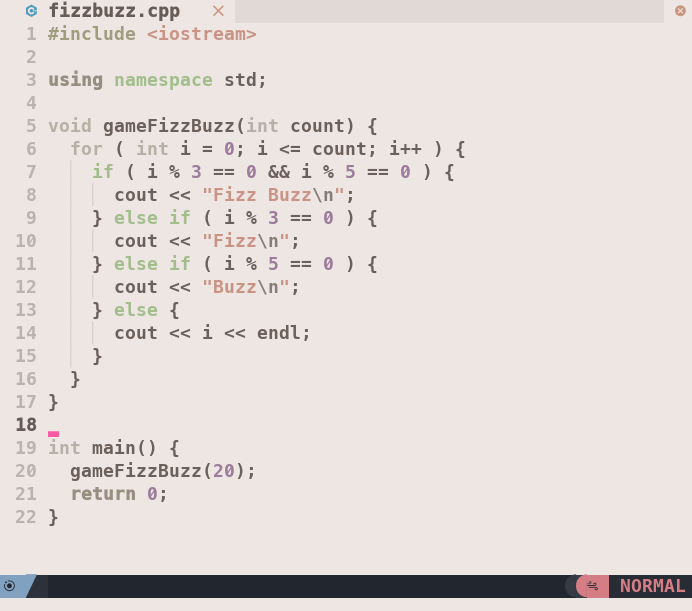 fizzbuzz.cpp
1 #include <iostream>
2
3 using namespace std;
4
5 void gameFizzBuzz(int count) {
6   for ( int i = 0; i <= count; i++ ) {
7     if ( i % 3 == 0 && i % 5 == 0 ) {
8       cout << "Fizz Buzz\n";
9     } else if ( i % 3 == 0 ) {
10       cout << "Fizz\n";
11     } else if ( i % 5 == 0 ) {
12       cout << "Buzz\n";
13     } else {
14       cout << i << endl;
15     }
16   }
17 }
18
19 int main() {
20   gameFizzBuzz(20);
21   return 0;
22 }
NORMAL